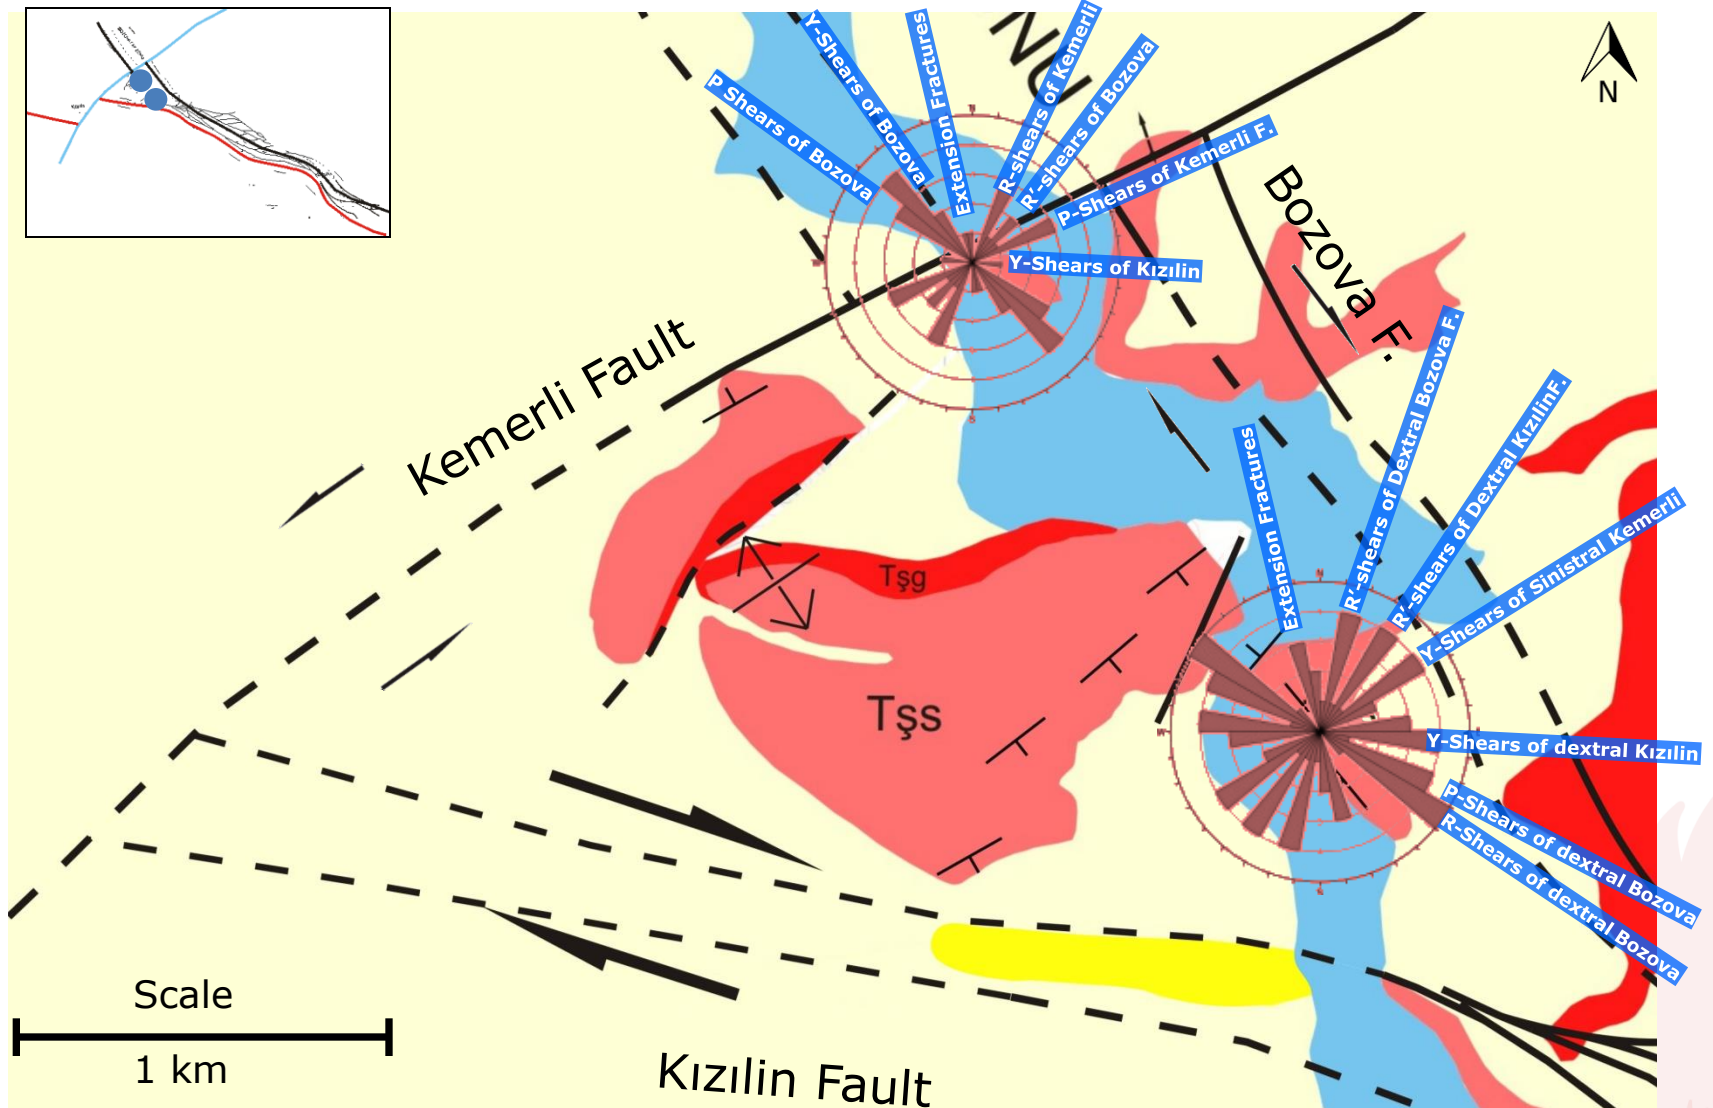 NU
N
P Shears of Bozova
Y-Shears of Bozova
Extension Fractures
R-shears of Kemerli
R'-shears of Bozova
P-Shears of Kemerli F.
Y-Shears of Kızılin
Bozova F.
Kemerli Fault
Extension Fractures
R'-shears of Dextral Bozova F.
R'-shears of Dextral KızılinF.
Y-Shears of Sinistral Kemerli
Y-Shears of dextral Kızılin
P-Shears of dextral Bozova
R-Shears of dextral Bozova
Tşg
Tşs
Scale
1 km
Kızılin Fault